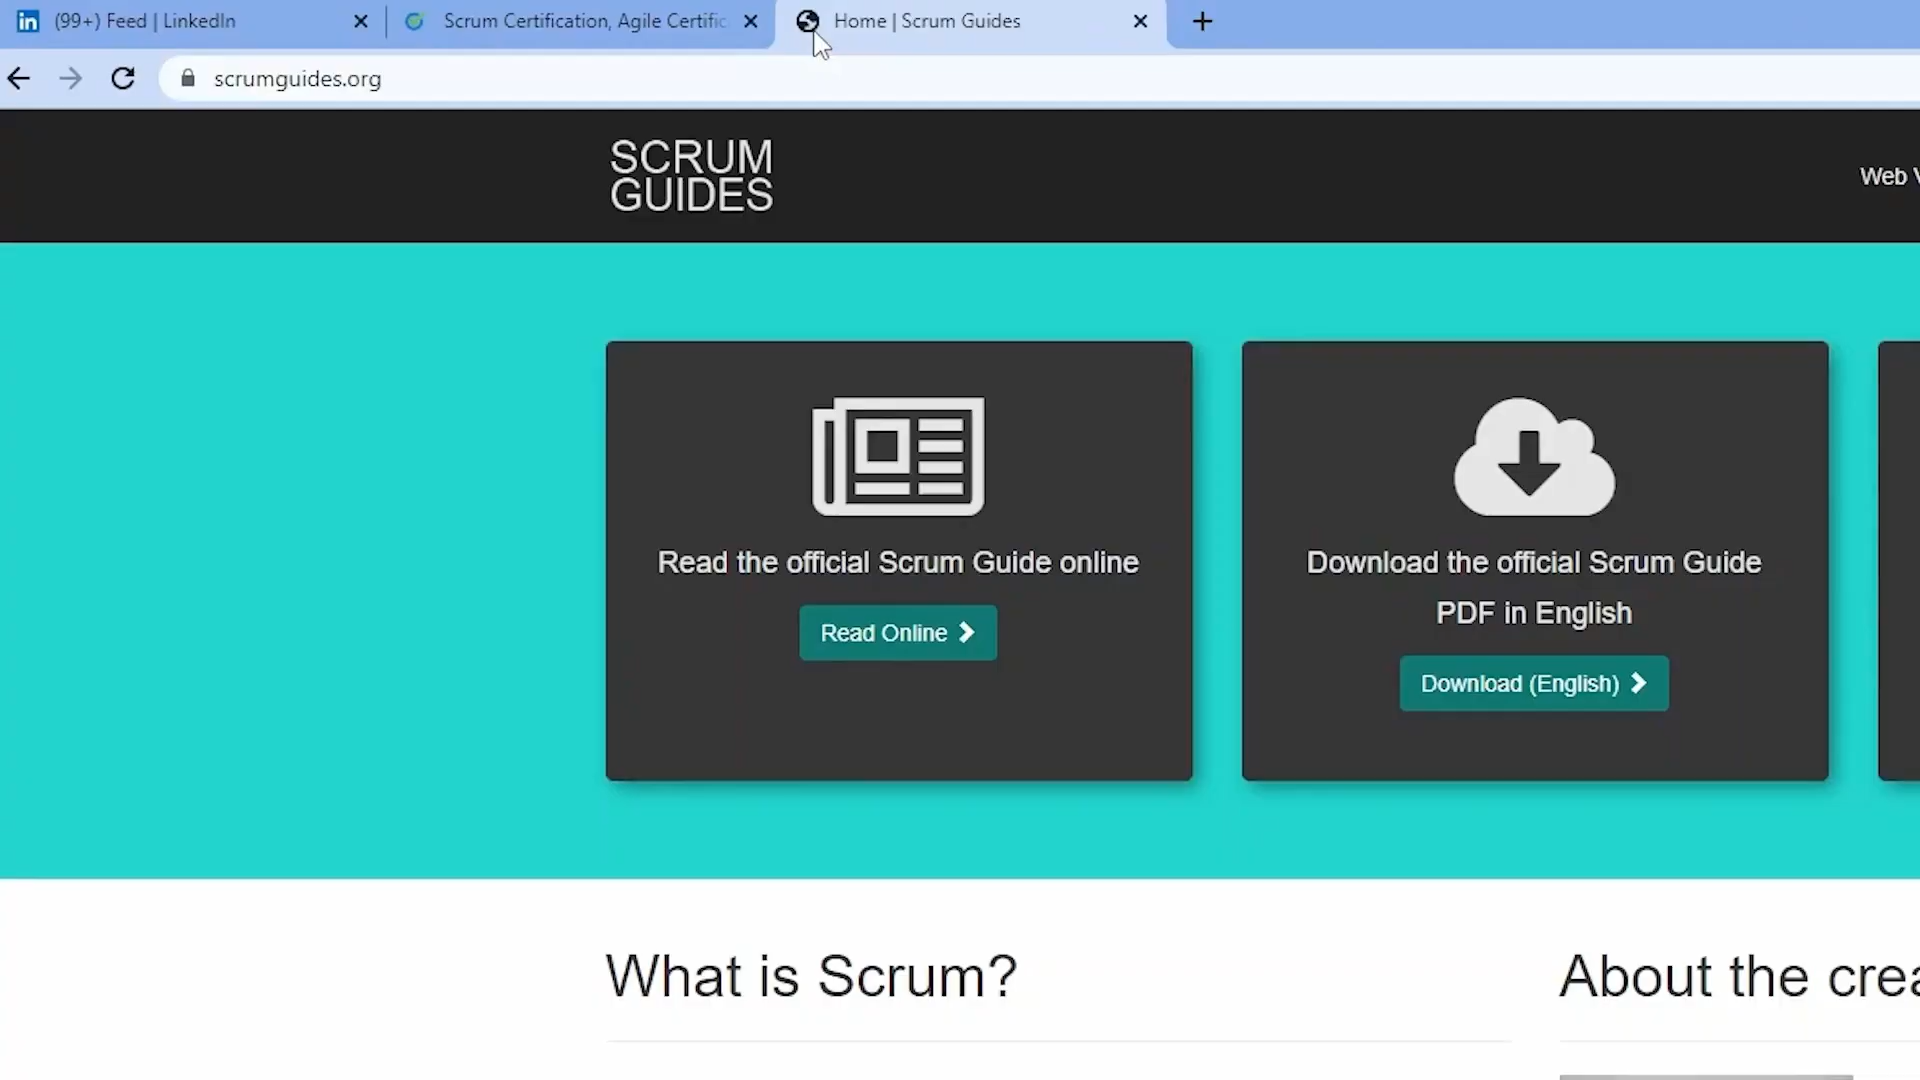 (99+) Feed | LinkedIn
Scrum Certification, Agile Certific
Home | Scrum Guides
scrumguides.org
SCRUM
GUIDES
Web V
Read the official Scrum Guide online
Read Online
Download the official Scrum Guide
PDF in English
Download (English)
What is Scrum?
About the crea